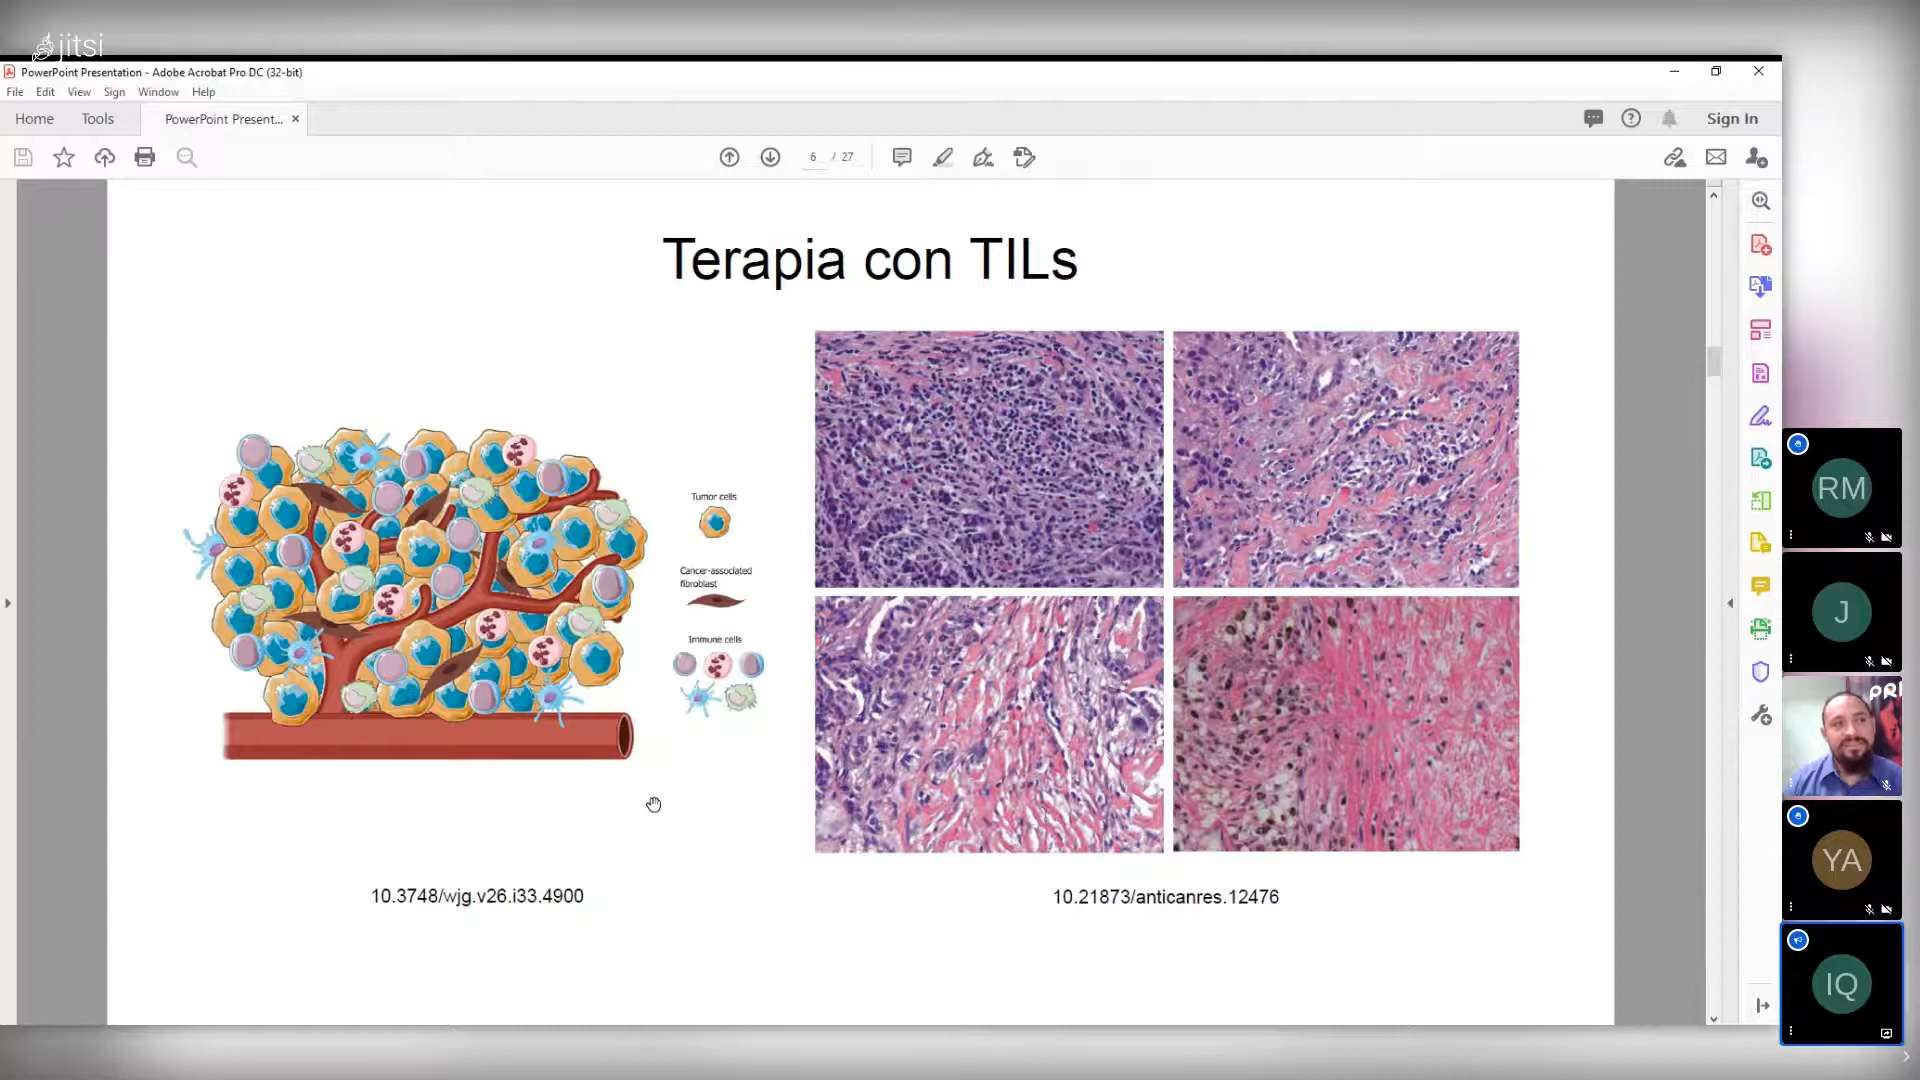 jitsi
PowerPoint Presentation - Adobe Acrobat Pro DC (32-bit)
File Edit View Sign Window Help
Home Tools PowerPoint Present... ×
Sign In
6 / 27
Terapia con TILs
Tumor cells
Cancer-associated
fibroblast
Immune cells
10.3748/wjg.v26.i33.4900
10.21873/anticanres.12476
RM
J
PRI
YA
IQ